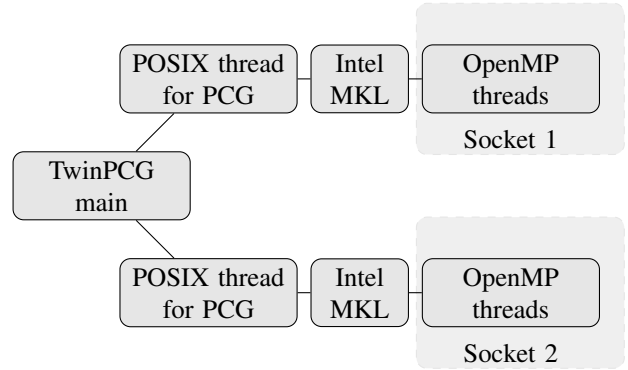 POSIX thread
for PCG
Intel
MKL
OpenMP
threads
Socket 1
TwinPCG
main
POSIX thread
for PCG
Intel
MKL
OpenMP
threads
Socket 2